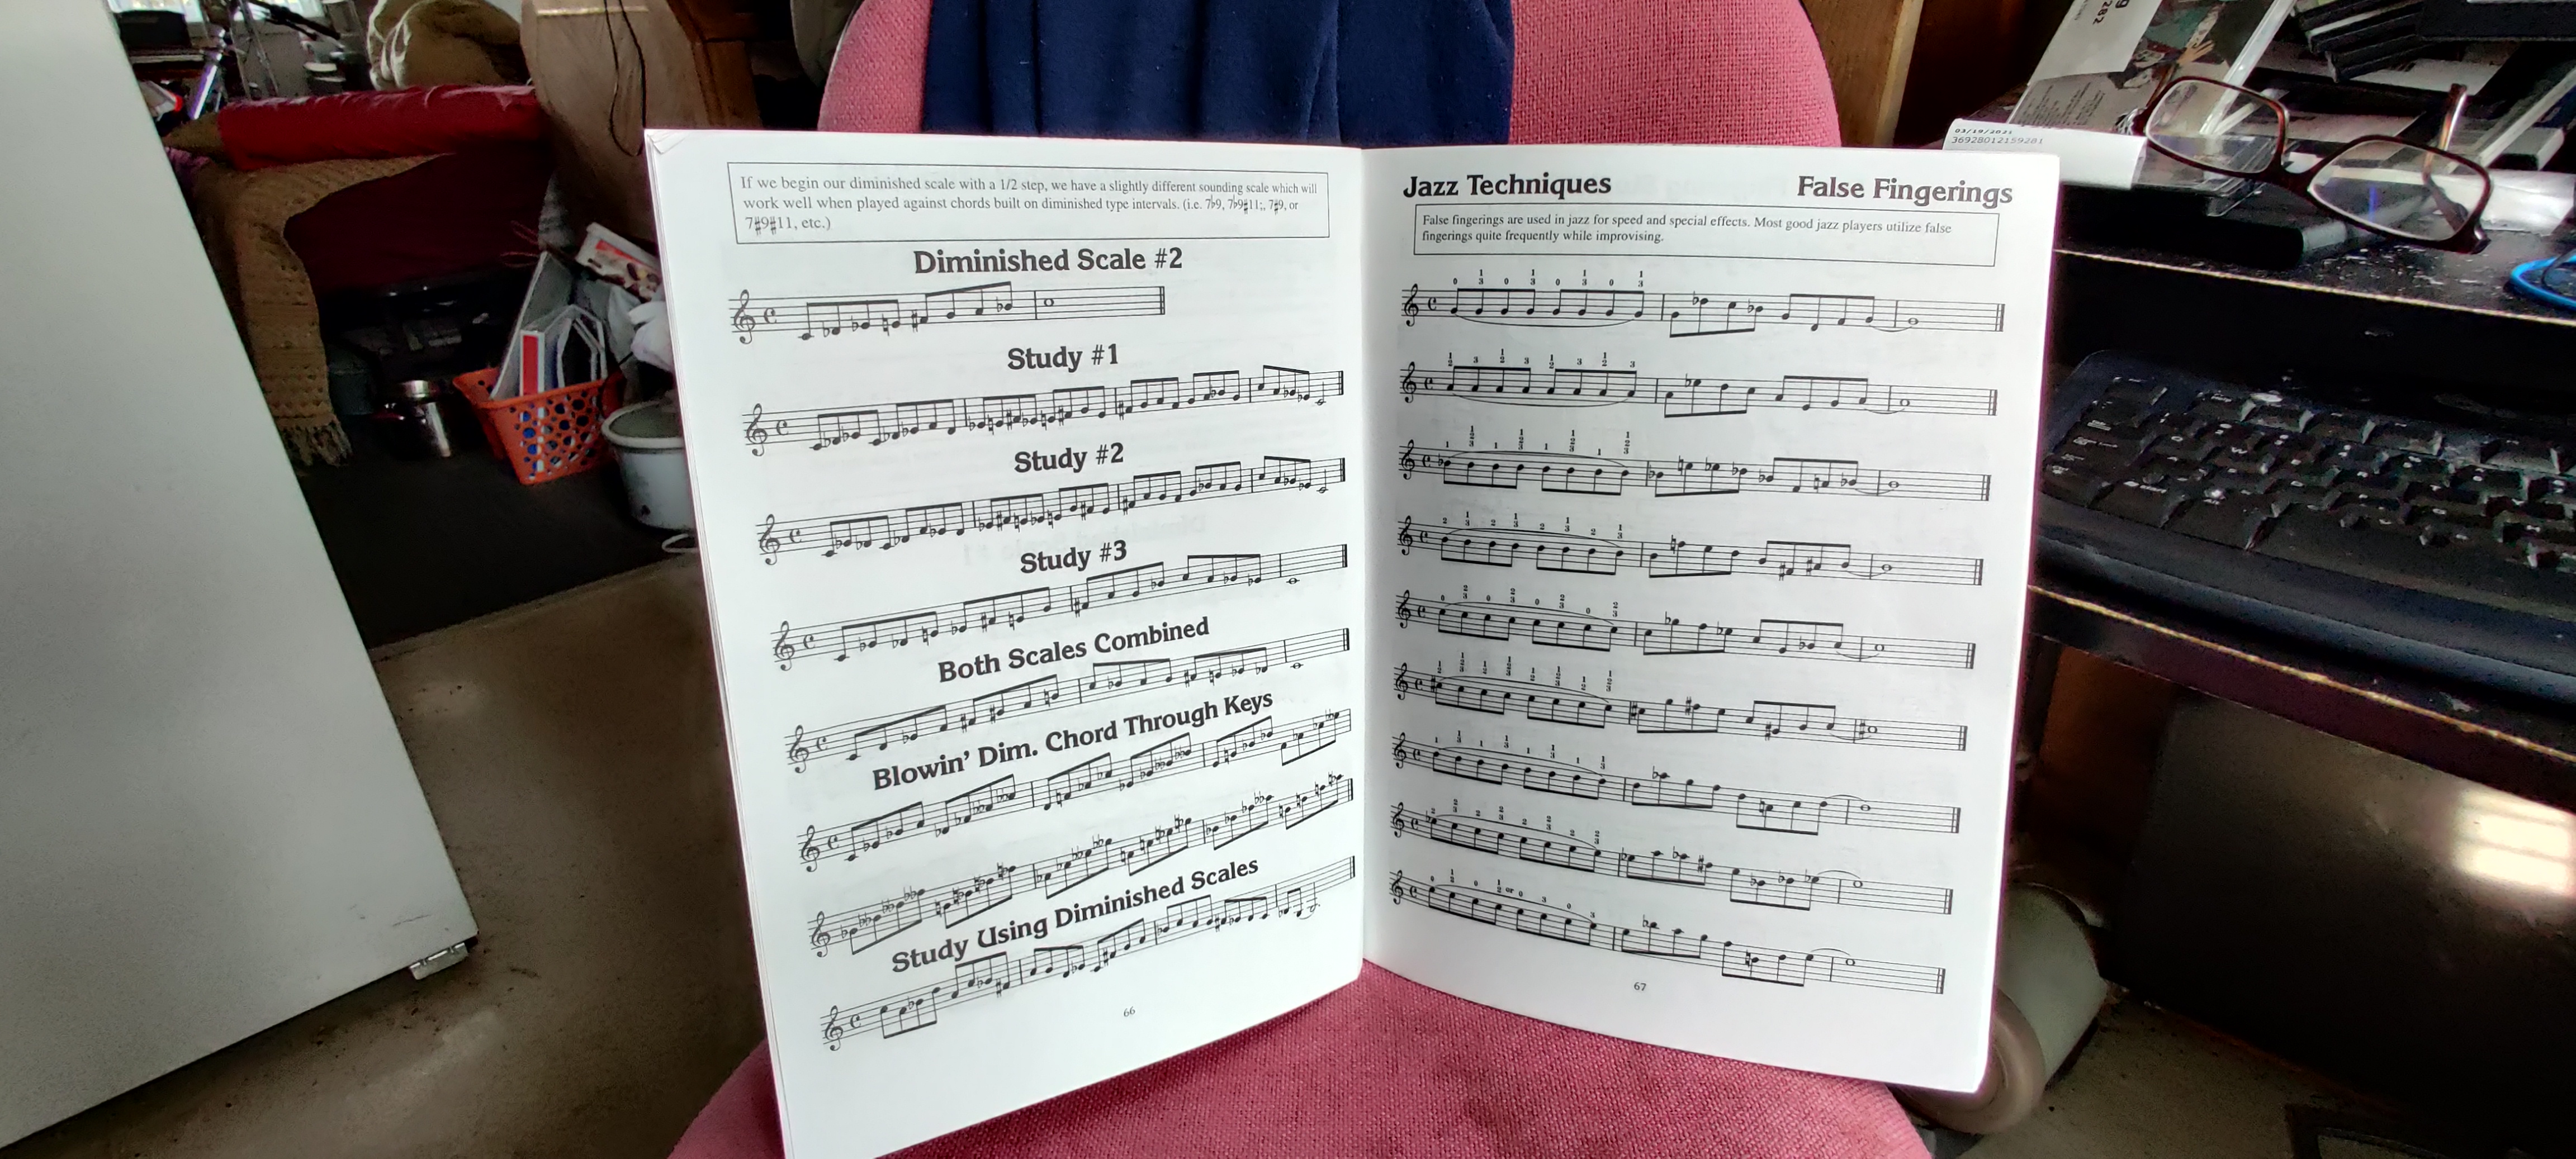 If we begin our diminished scale with a 1/2 step, we have a slightly different sounding scale which will
work well when played against chords built on diminished type intervals. (i.e. 7♭9, 7♭9♯11;, 7♯9, or
7♯9♯11, etc.)
Diminished Scale #2
Study #1
Study #2
Study #3
Both Scales Combined
Blowin' Dim. Chord Through Keys
Study Using Diminished Scales
66
Jazz Techniques
False Fingerings
False fingerings are used in jazz for speed and special effects. Most good jazz players utilize false
fingerings quite frequently while improvising.
67
03/19/2021
36928012159281